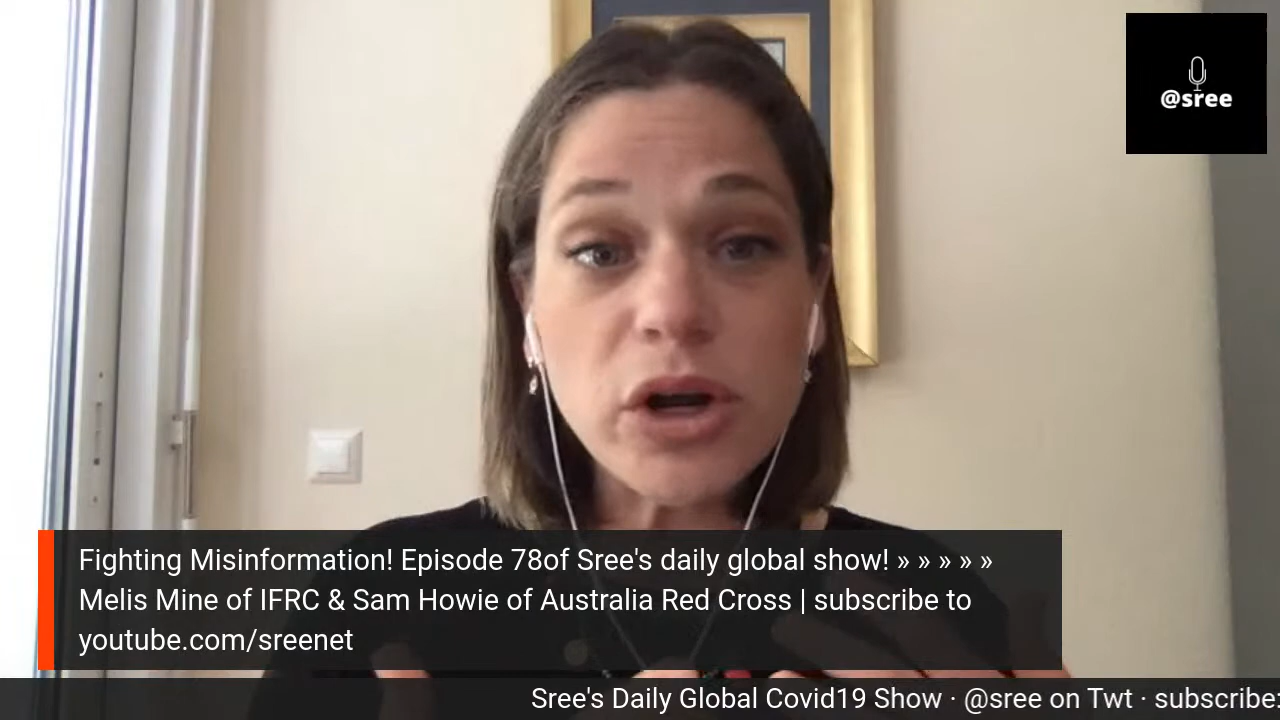 @sree
Fighting Misinformation! Episode 78of Sree's daily global show! » » » » »
Melis Mine of IFRC & Sam Howie of Australia Red Cross | subscribe to
youtube.com/sreenet
Sree's Daily Global Covid19 Show · @sree on Twt · subscribe: